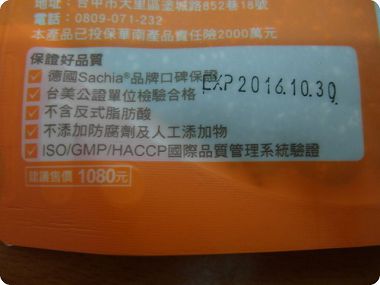 地址：台中市大里區塗城路852巷18號
電話：0809-071-232
本產品已投保華南產品責任險2000萬元
保證好品質
德國Sachia®品牌口碑保證
EXP 2016.10.30.
台美公證單位檢驗合格
不含反式脂肪酸
不添加防腐劑及人工添加物
ISO/GMP/HACCP國際品質管理系統驗證
建議售價 1080元